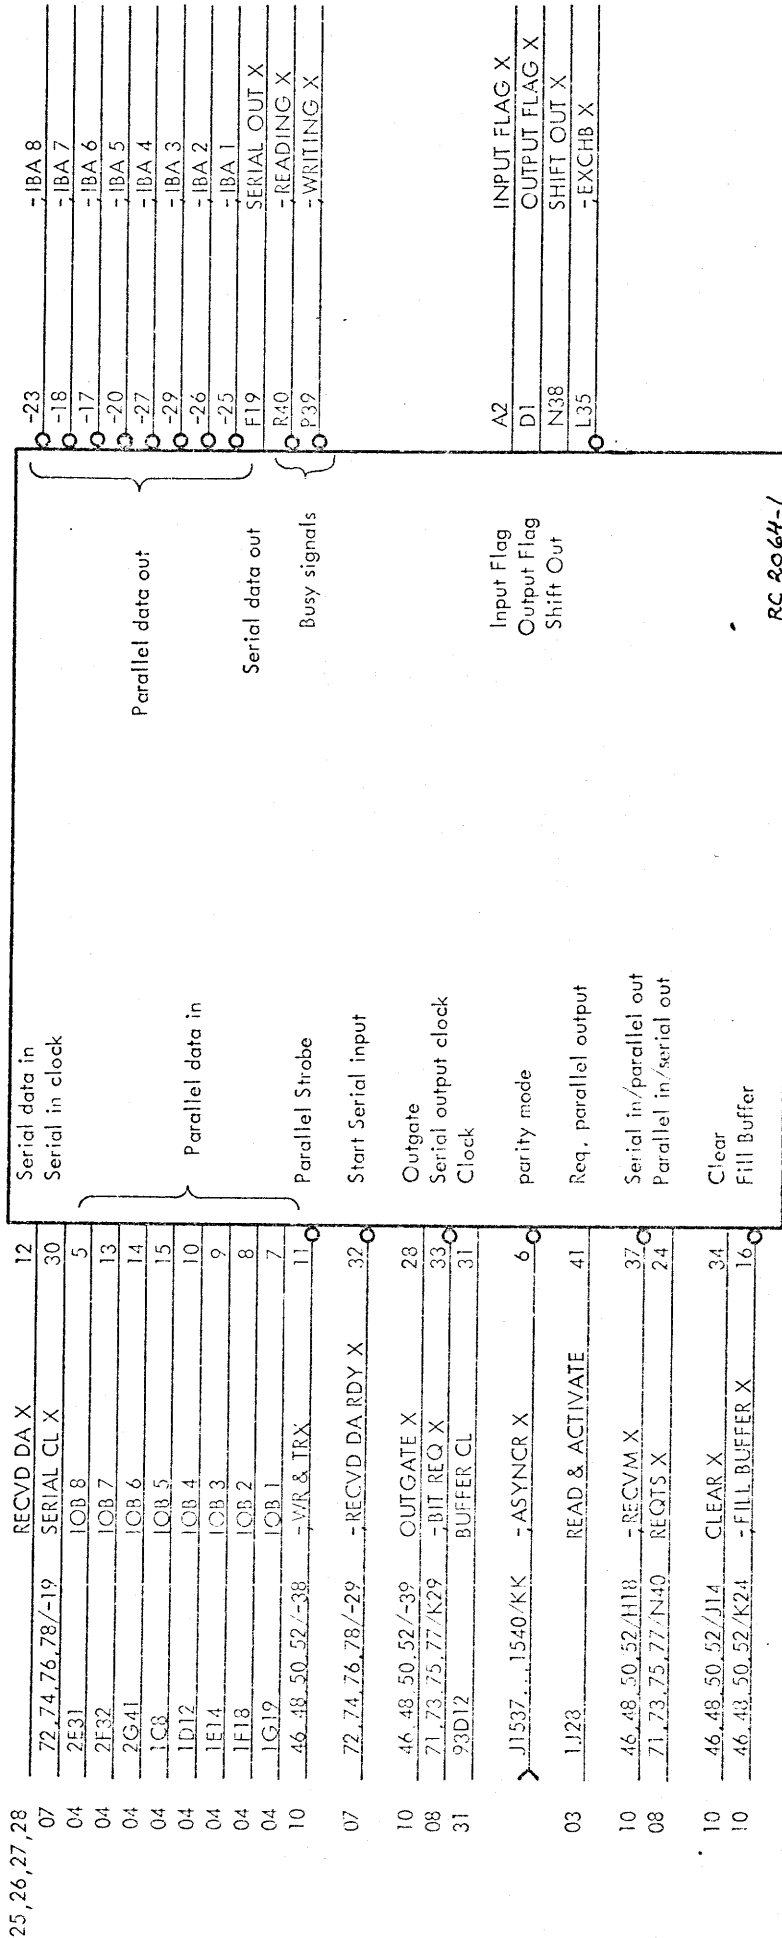 25,26,27,28 RECVD DA X 12 Serial data in -23 -,IBA 8
07 72,74,76,78/-19 SERIAL CL X 30 Serial in clock -18 -,IBA 7
04 2E31 IOB 8 5 -17 -,IBA 6
04 2F32 IOB 7 13 -20 -,IBA 5
04 2G41 IOB 6 14 Parallel data out -27 -,IBA 4
04 1C8 IOB 5 15 -29 -,IBA 3
04 1D12 IOB 4 10 Parallel data in -26 -,IBA 2
04 1E14 IOB 3 9 -25 -,IBA 1
04 1F18 IOB 2 8 Serial data out F19 SERIAL OUT X
04 1G19 IOB 1 7 R40 -,READING X
10 46,48,50,52/-38 -,WR & TRX 11 Parallel Strobe Busy signals P39 -,WRITING X
07 72,74,76,78/-29 -,RECVD DA RDY X 32 Start Serial input
10 46,48,50,52/-39 OUTGATE X 28 Outgate
08 71,73,75,77/K29 -,BIT REQ X 33 Serial output clock
31 93D12 BUFFER CL 31 Clock
Input Flag A2 INPUT FLAG X
Output Flag D1 OUTPUT FLAG X
Shift Out N38 SHIFT OUT X
L35 -,EXCHB X
J1537...1540/KK -,ASYNCR X 6 parity mode
03 1J28 READ & ACTIVATE 41 Req. parallel output
10 46,48,50,52/H18 -,RECVM X 37 Serial in/parallel out
08 71,73,75,77/N40 REQTS X 24 Parallel in/serial out
10 46,48,50,52/J14 CLEAR X 34 Clear
10 46,48,50,52/K24 -,FILL BUFFER X 16 Fill Buffer
RC 2064-1